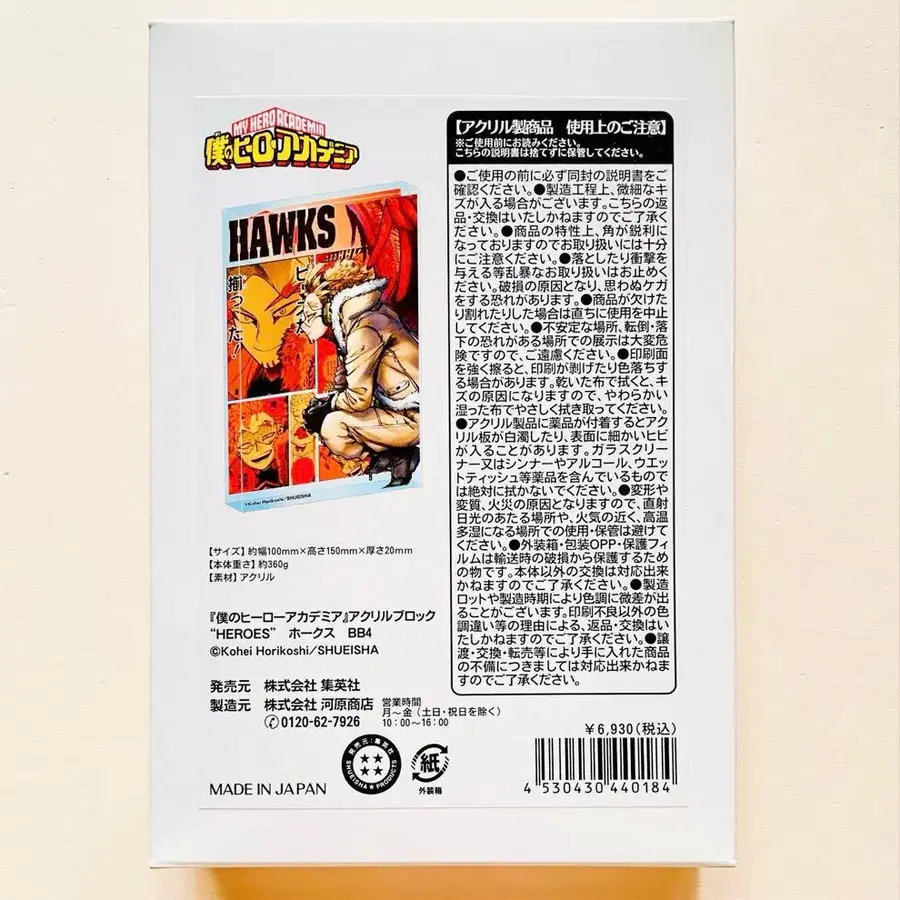 MY HERO ACADEMIA
僕のヒーローアカデミア
HAWKS
ビーフた
揃った!
©Kohei Horikoshi/SHUEISHA
【サイズ】約幅100mm×高さ150mm×厚さ20mm
【本体重さ】約360g
【素材】アクリル
『僕のヒーローアカデミア』アクリルブロック
“HEROES” ホークス BB4
©Kohei Horikoshi/SHUEISHA
発売元 株式会社 集英社
製造元 株式会社 河原商店
0120-62-7926
営業時間
月～金(土日・祝日を除く)
10:00～16:00
MADE IN JAPAN
発売元:集英社
SHUEISHA★PRODUCTS
紙
外装箱
【アクリル製商品 使用上のご注意】
※ご使用前にお読みください。
こちらの説明書は捨てずに保管してください。
●ご使用の前に必ず同封の説明書をご
確認ください。●製造工程上、微細なキ
ズが入る場合がございます。こちらの返
品・交換はいたしかねますのでご了承く
ださい。●商品の特性上、角が鋭利に
なっておりますのでお取り扱いには十分
にご注意ください。●落としたり衝撃を
与える等乱暴なお取り扱いはお止めく
ださい。破損の原因となり、思わぬケガ
をする恐れがあります。●商品が欠けた
り割れたりした場合は直ちに使用を中止
してください。●不安定な場所、転倒・落
下の恐れがある場所での展示は大変危
険ですので、ご遠慮ください。●印刷面
を強く擦ると、印刷が剥げたり色落ちす
る場合があります。乾いた布で拭くと、キ
ズの原因になりますので、やわらかい
湿った布でやさしく拭き取ってください。
●アクリル製品に薬品が付着するとアク
リル板が白濁したり、表面に細かいヒビ
が入ることがあります。ガラスクリー
ナー又はシンナーやアルコール、ウエッ
トティッシュ等薬品を含んでいるもので
は絶対に拭かないでください。●変形や
変質、火災の原因となりますので、直射
日光のあたる場所や、火気の近く、高温
多湿になる場所での使用・保管は避けて
ください。●外装箱・包装OPP・保護フィ
ルムは輸送時の破損から保護するため
の物です。本体以外の交換は対応出来
かねますのでご了承ください。●製造
ロットや製造時期により色調に微差が出
ることがございます。印刷不良以外の色
調違い等の理由による、返品・交換はい
たしかねますのでご了承ください。●譲
渡・交換・転売等により手に入れた商品
の不備につきましては対応出来かねま
すのでご了承ください。
￥6,930(税込)
4 530430 440184